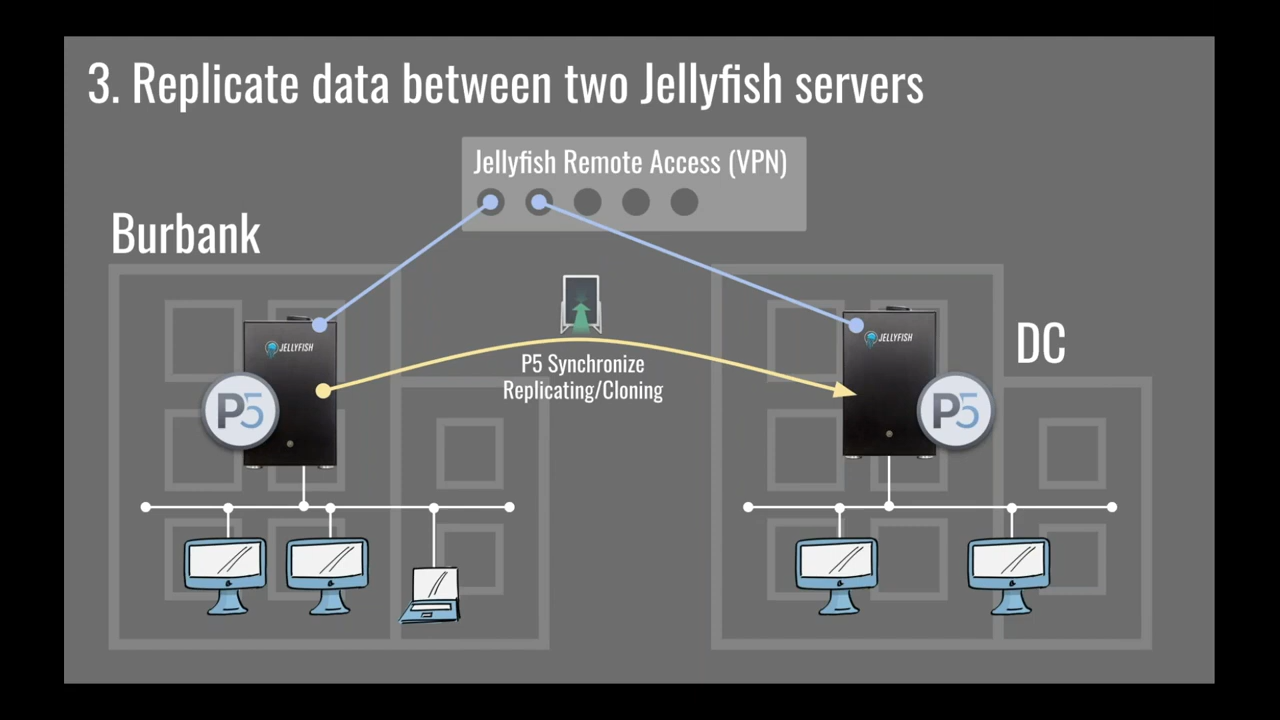 3. Replicate data between two Jellyfish servers
Jellyfish Remote Access (VPN)
Burbank
DC
JELLYFISH
JELLYFISH
P5 Synchronize
Replicating/Cloning
P5
P5